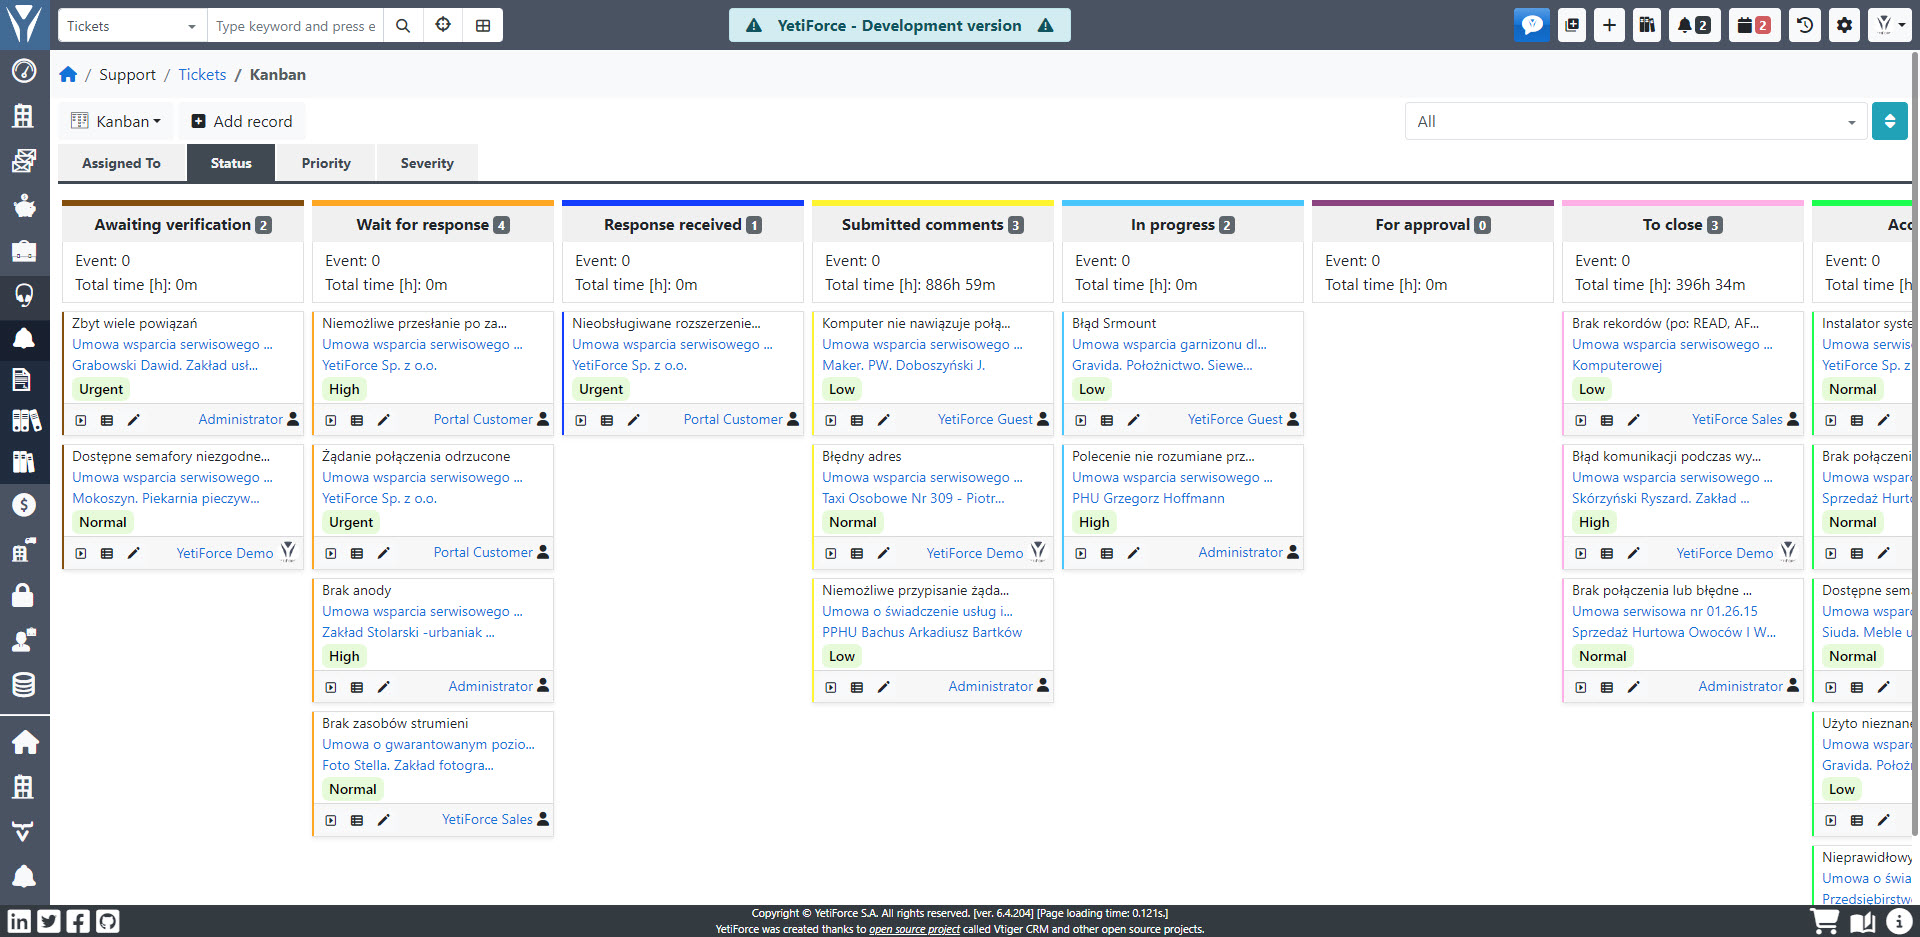 Tickets
Type keyword and press e
YetiForce - Development version
2
2
/ Support / Tickets / Kanban
Kanban
Add record
All
Assigned To
Status
Priority
Severity
Awaiting verification 2
Event: 0
Total time [h]: 0m
Zbyt wiele powiązań
Umowa wsparcia serwisowego ...
Grabowski Dawid. Zakład usł...
Urgent
Administrator
Dostępne semafory niezgodne...
Umowa wsparcia serwisowego ...
Mokoszyn. Piekarnia pieczyw...
Normal
YetiForce Demo
Wait for response 4
Event: 0
Total time [h]: 0m
Niemożliwe przesłanie po za...
Umowa wsparcia serwisowego ...
YetiForce Sp. z o.o.
High
Portal Customer
Żądanie połączenia odrzucone
Umowa wsparcia serwisowego ...
YetiForce Sp. z o.o.
Urgent
Portal Customer
Brak anody
Umowa wsparcia serwisowego ...
Zakład Stolarski -urbaniak ...
High
Administrator
Brak zasobów strumieni
Umowa o gwarantowanym pozio...
Foto Stella. Zakład fotogra...
Normal
YetiForce Sales
Response received 1
Event: 0
Total time [h]: 0m
Nieobsługiwane rozszerzenie...
Umowa wsparcia serwisowego ...
YetiForce Sp. z o.o.
Urgent
Portal Customer
Submitted comments 3
Event: 0
Total time [h]: 886h 59m
Komputer nie nawiązuje połą...
Umowa wsparcia serwisowego ...
Maker. PW. Doboszyński J.
Low
YetiForce Guest
Błędny adres
Umowa wsparcia serwisowego ...
Taxi Osobowe Nr 309 - Piotr...
Normal
YetiForce Demo
Niemożliwe przypisanie żąda...
Umowa o świadczenie usług i...
PPHU Bachus Arkadiusz Bartków
Low
Administrator
In progress 2
Event: 0
Total time [h]: 0m
Błąd Srmount
Umowa wsparcia garnizonu dl...
Gravida. Położnictwo. Siewe...
Low
YetiForce Guest
Polecenie nie rozumiane prz...
Umowa wsparcia serwisowego ...
PHU Grzegorz Hoffmann
High
Administrator
For approval 0
Event: 0
Total time [h]: 0m
To close 3
Event: 0
Total time [h]: 396h 34m
Brak rekordów (po: READ, AF...
Umowa wsparcia serwisowego ...
Komputerowej
Low
YetiForce Sales
Błąd komunikacji podczas wy...
Umowa wsparcia serwisowego ...
Skórzyński Ryszard. Zakład ...
High
YetiForce Demo
Brak połączenia lub błędne ...
Umowa serwisowa nr 01.26.15
Sprzedaż Hurtowa Owoców I W...
Normal
Administrator
Acc
Event: 0
Total time [h
Instalator syste
Umowa serwis
YetiForce Sp. z
Normal
Brak połączeni
Umowa wsparc
Sprzedaż Hurto
Normal
Dostępne sem
Umowa wsparc
Siuda. Meble u
Normal
Użyto nieznane
Umowa wsparc
Gravida. Położn
Low
Nieprawidłowy
Umowa o świa
Przedsiębiorstw
Copyright © YetiForce S.A. All rights reserved. [ver. 6.4.204] [Page loading time: 0.121s.]
YetiForce was created thanks to open source project called Vtiger CRM and other open source projects.